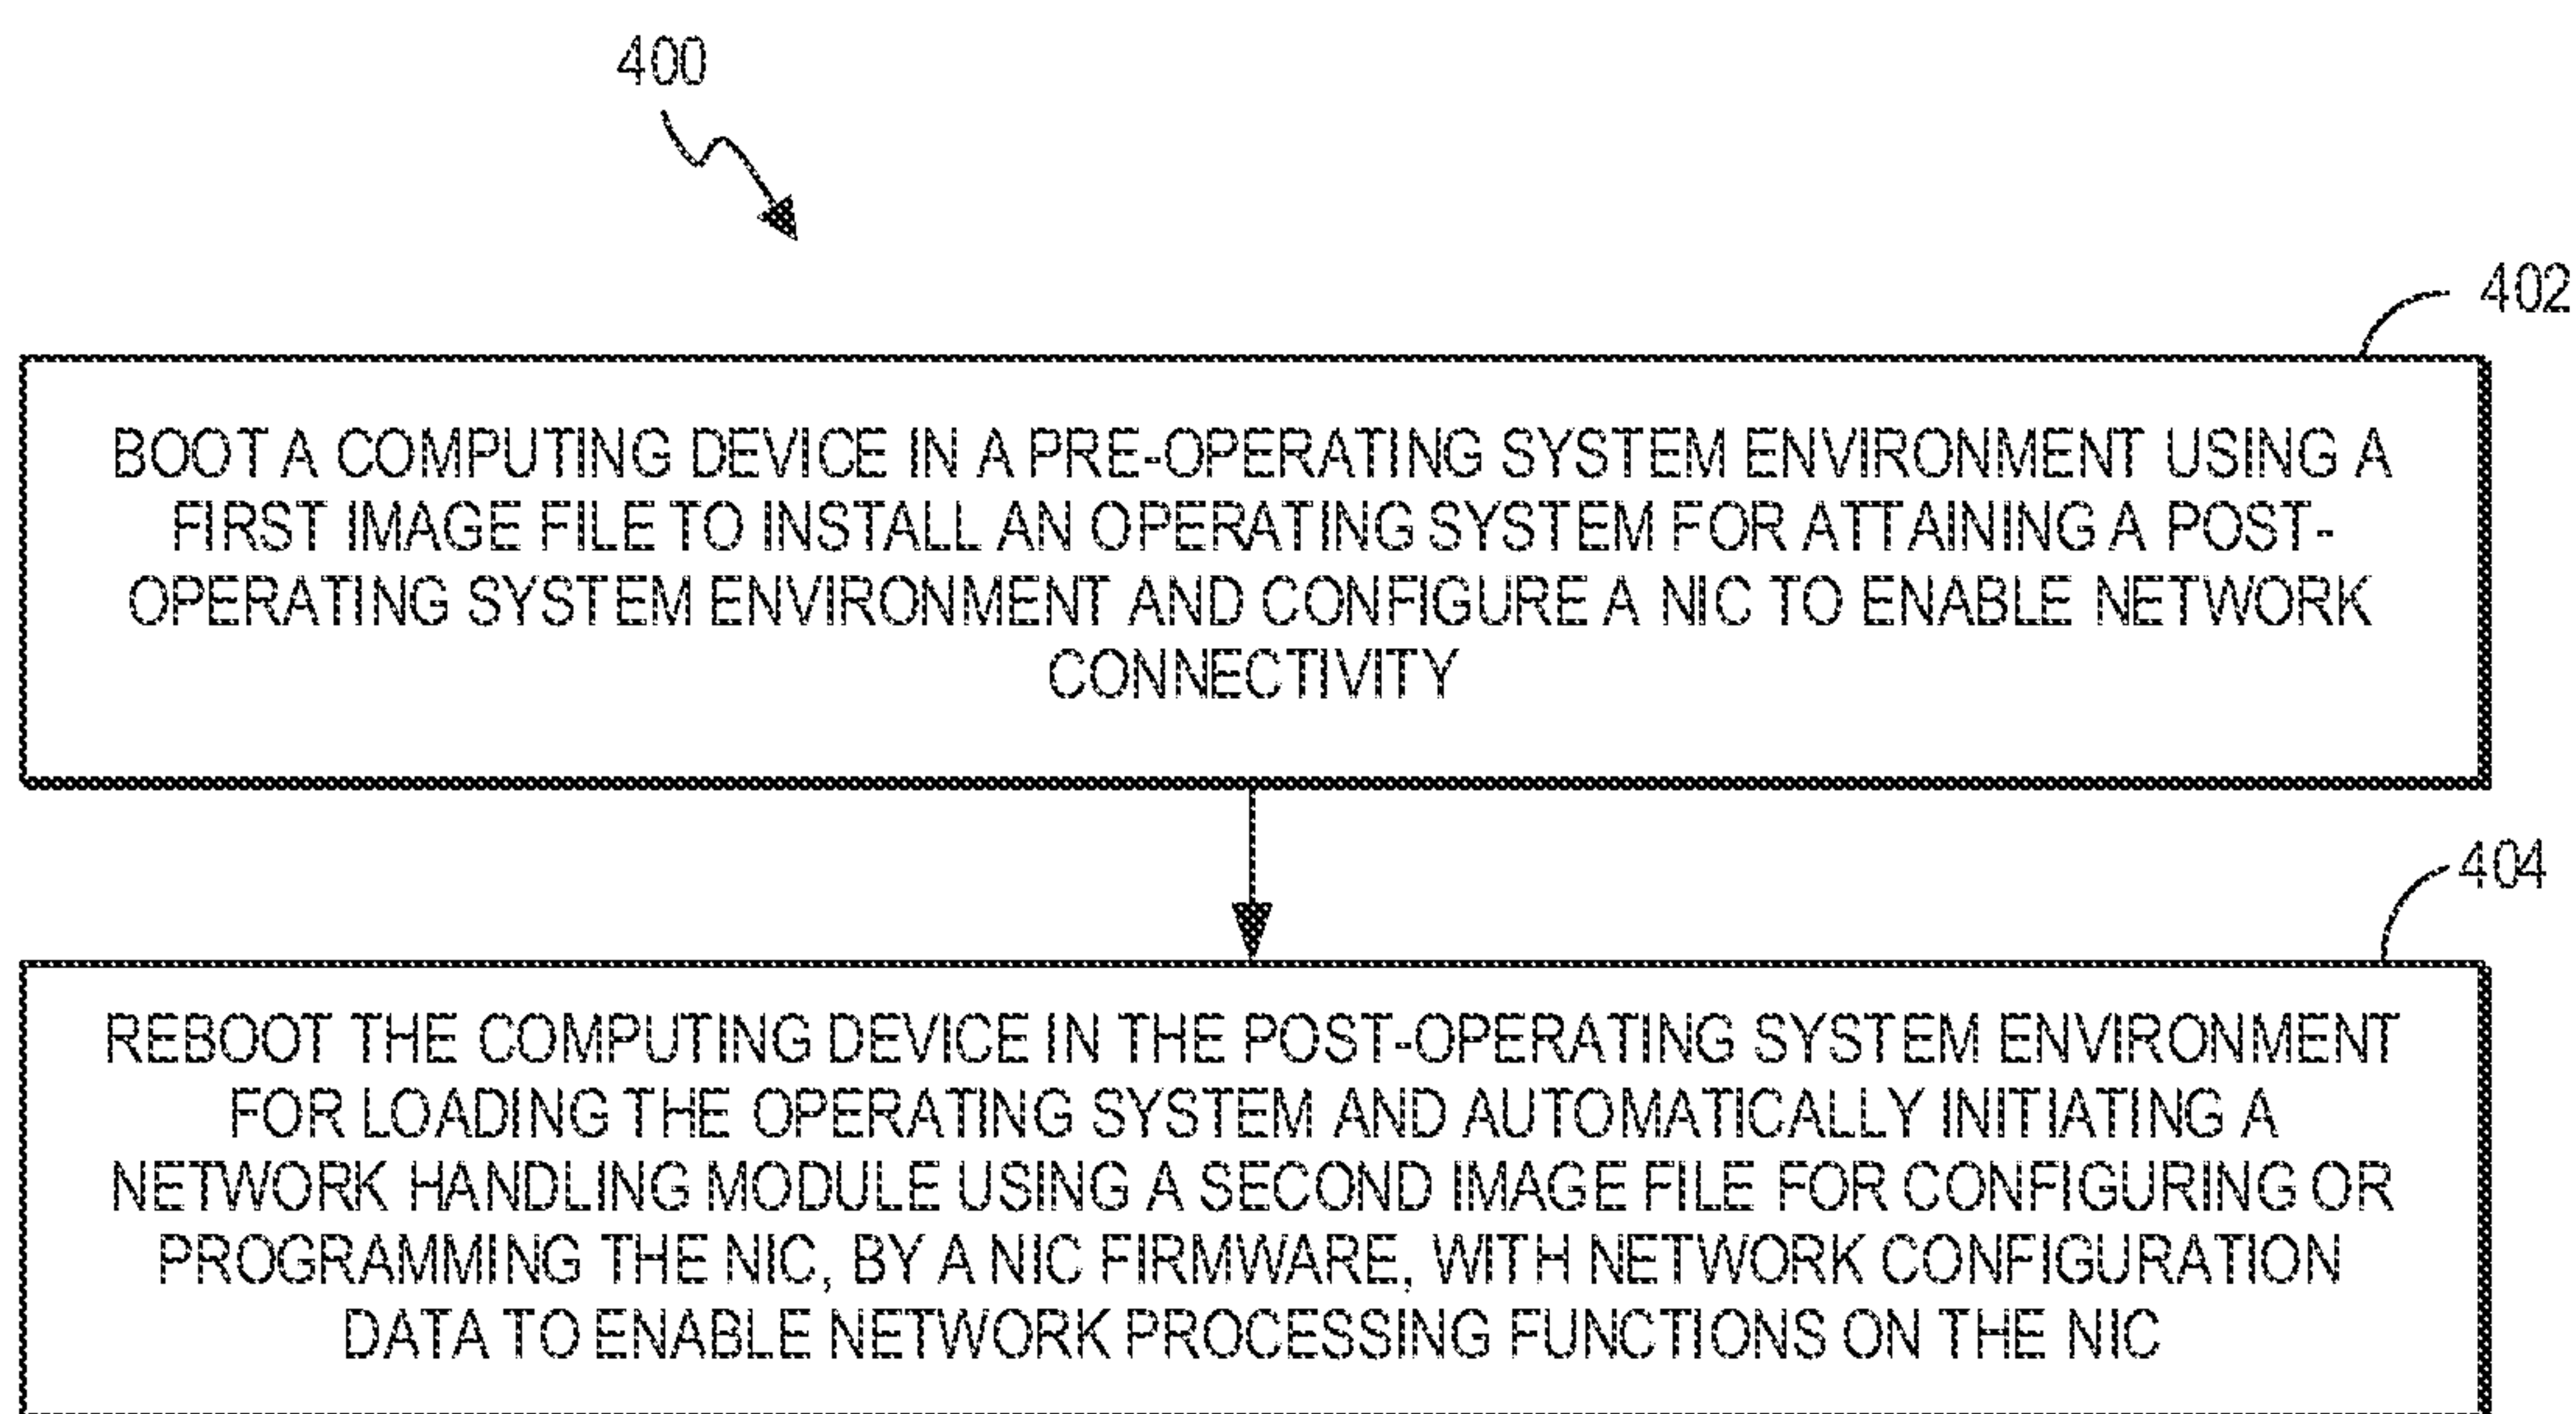 400
402
BOOT A COMPUTING DEVICE IN A PRE-OPERATING SYSTEM ENVIRONMENT USING A
FIRST IMAGE FILE TO INSTALL AN OPERATING SYSTEM FOR ATTAINING A POST-
OPERATING SYSTEM ENVIRONMENT AND CONFIGURE A NIC TO ENABLE NETWORK
CONNECTIVITY
404
REBOOT THE COMPUTING DEVICE IN THE POST-OPERATING SYSTEM ENVIRONMENT
FOR LOADING THE OPERATING SYSTEM AND AUTOMATICALLY INITIATING A
NETWORK HANDLING MODULE USING A SECOND IMAGE FILE FOR CONFIGURING OR
PROGRAMMING THE NIC, BY A NIC FIRMWARE, WITH NETWORK CONFIGURATION
DATA TO ENABLE NETWORK PROCESSING FUNCTIONS ON THE NIC